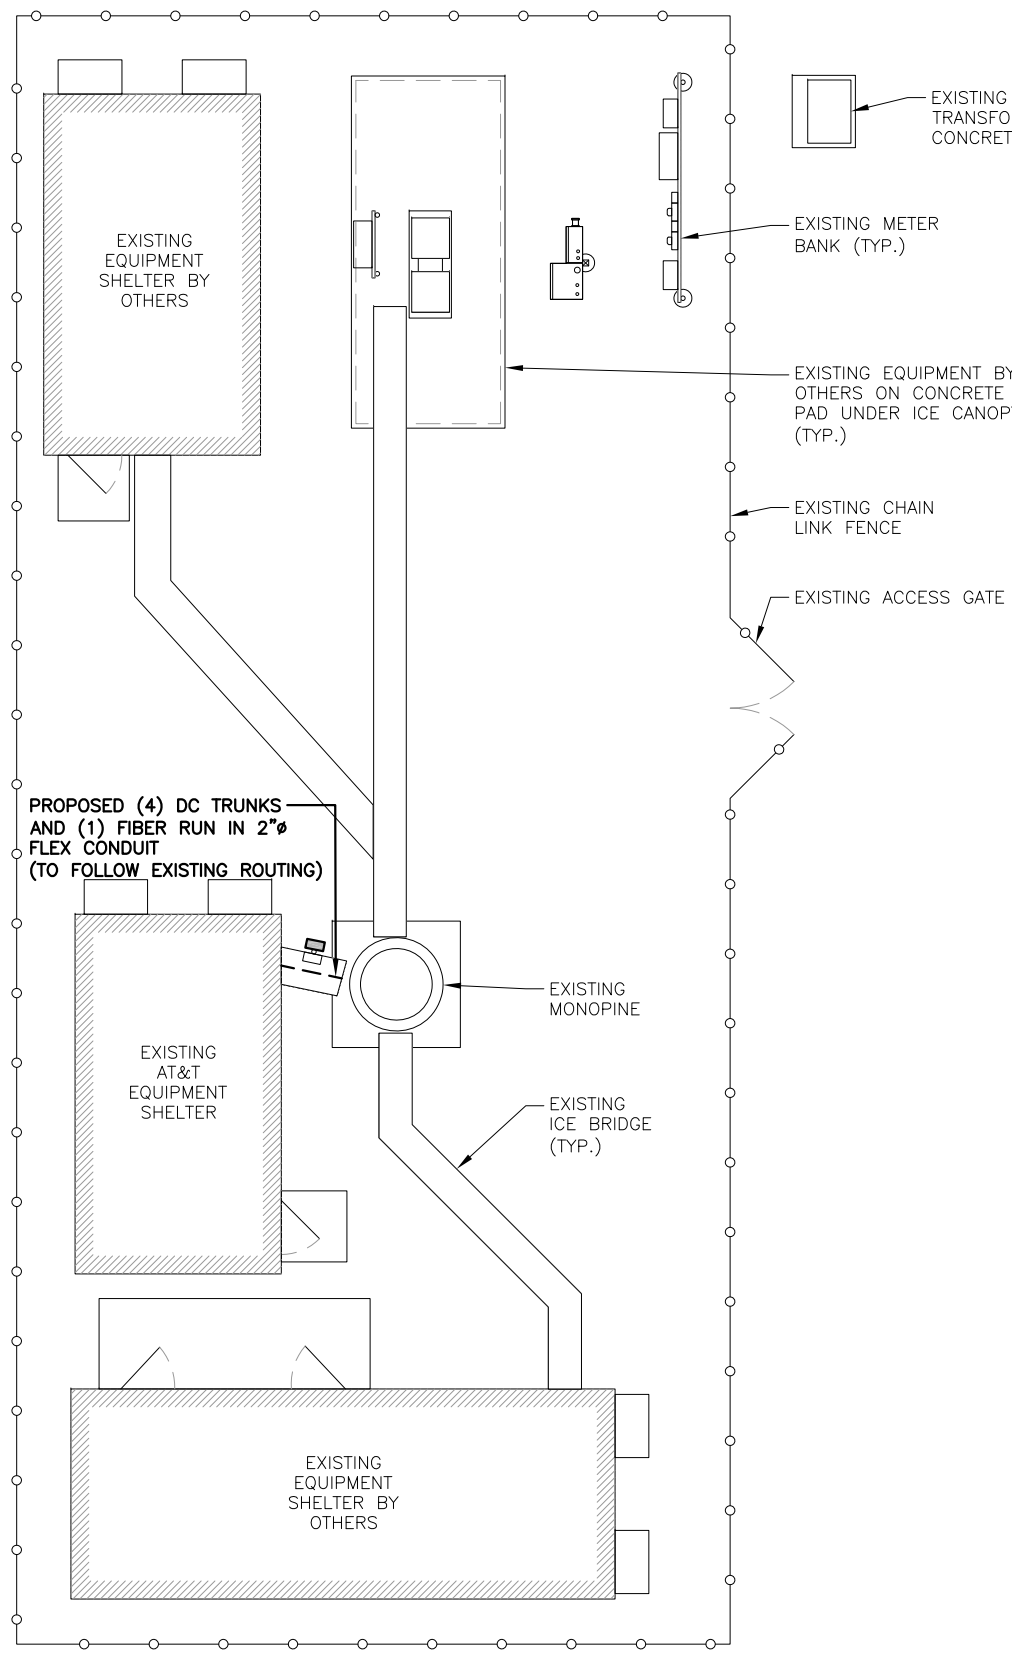 EXISTING
CONCRET
EXISTING
EQUIPMENT
SHELTER BY
OTHERS
EXISTING METER
BANK (TYP.)
EXISTING EQUIPMENT BY
OTHERS ON CONCRETE
PAD UNDER ICE CANOP
(TYP.)
EXISTING CHAIN
LINK FENCE
EXISTING ACCESS GATE
PROPOSED (4) DC TRUNKS
AND (1) FIBER RUN IN 2"ø
FLEX CONDUIT
(TO FOLLOW EXISTING ROUTING)
EXISTING
MONOPINE
EXISTING
AT&T
EQUIPMENT
SHELTER
EXISTING
ICE BRIDGE
(TYP.)
EXISTING
EQUIPMENT
SHELTER BY
OTHERS